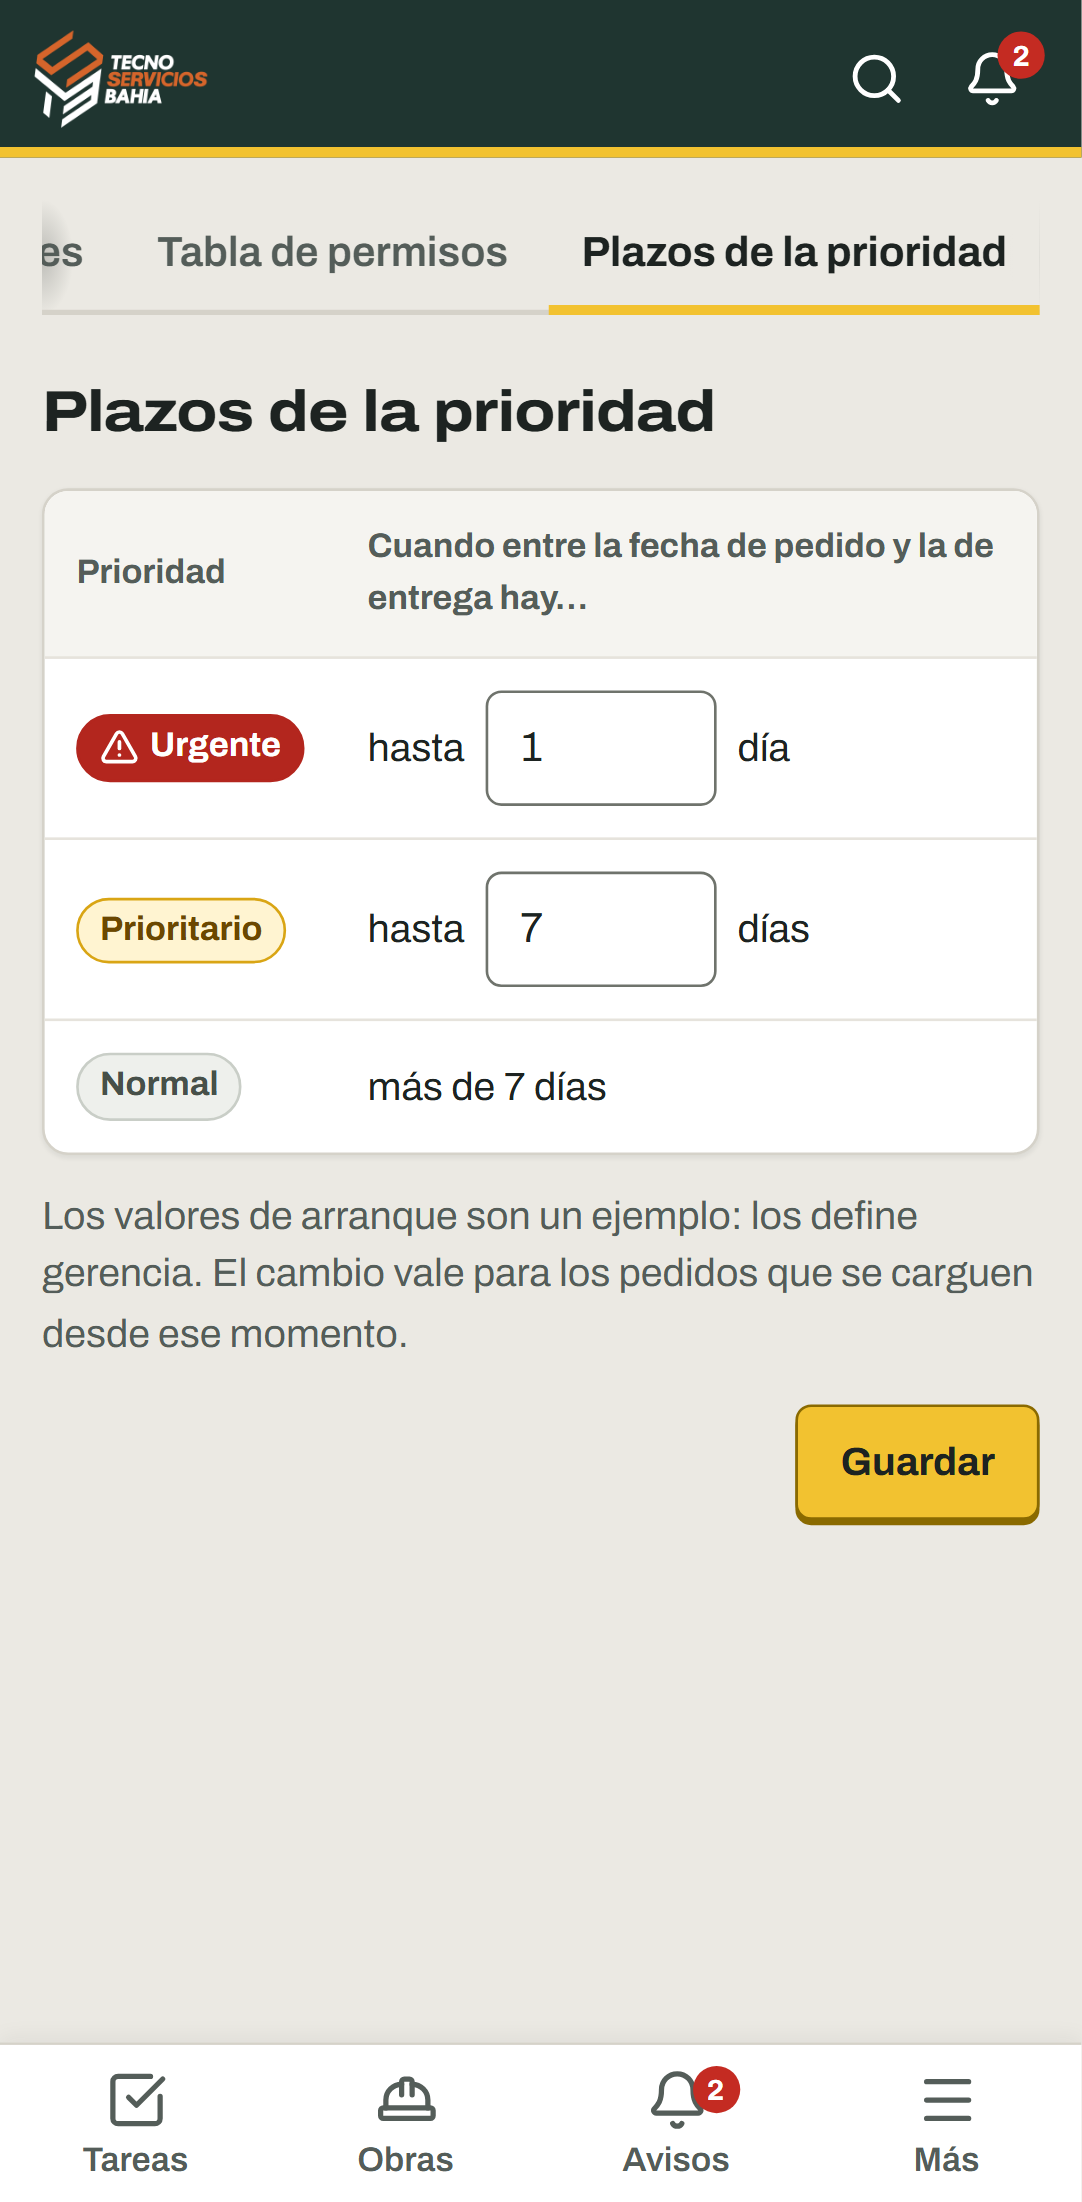 TECNO
SERVICIOS
BAHIA
2
es
Tabla de permisos
Plazos de la prioridad
Plazos de la prioridad
Prioridad
Cuando entre la fecha de pedido y la de
entrega hay...
Urgente
hasta 1 día
Prioritario
hasta 7 días
Normal
más de 7 días
Los valores de arranque son un ejemplo: los define
gerencia. El cambio vale para los pedidos que se carguen
desde ese momento.
Guardar
2
Tareas
Obras
Avisos
Más